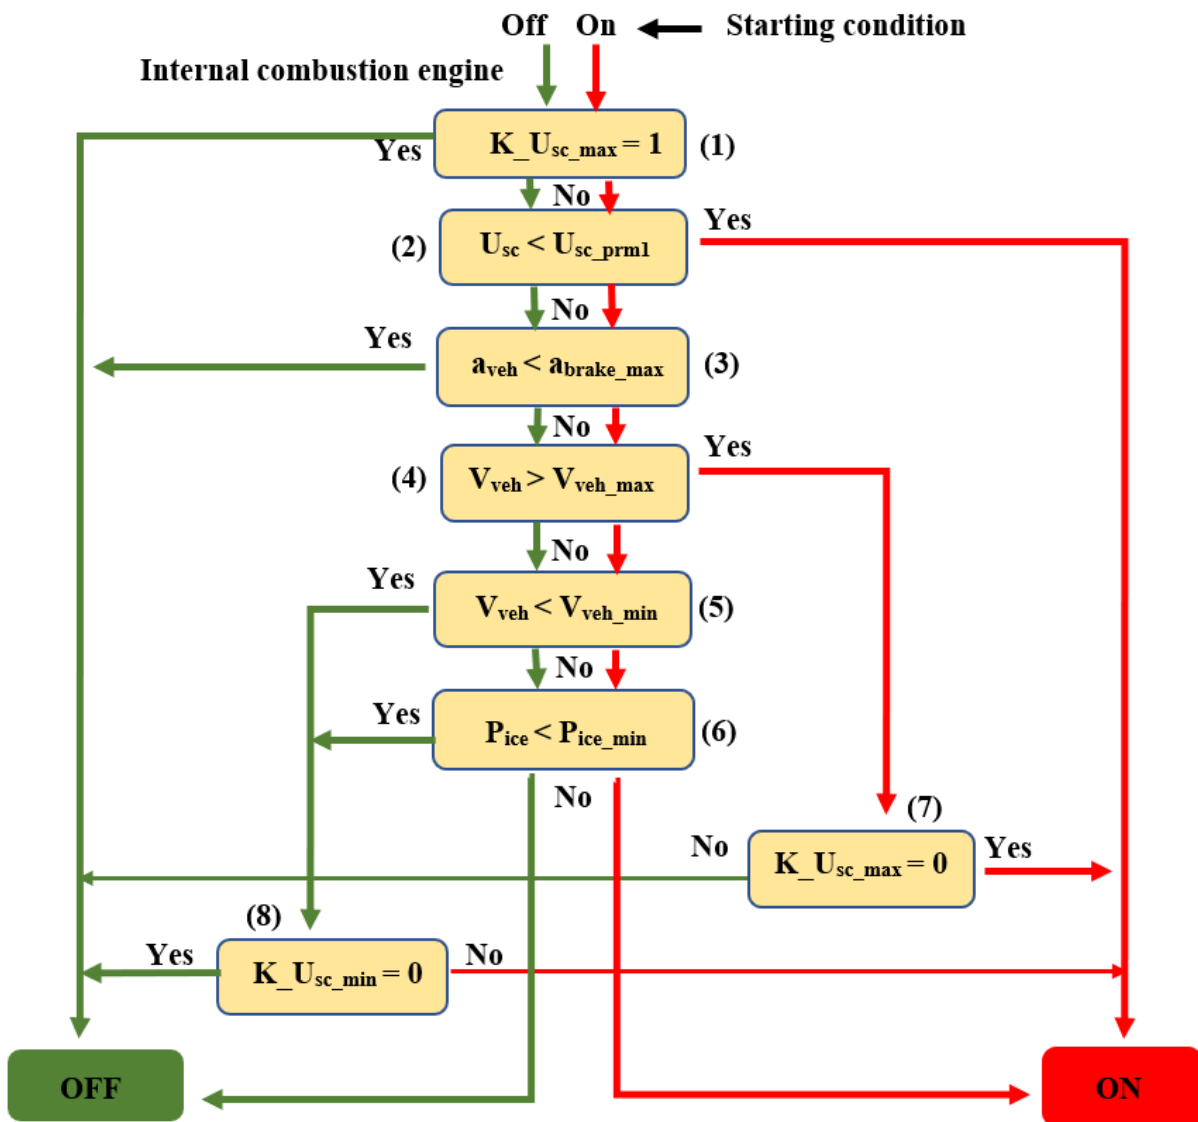 Off On Starting condition
Internal combustion engine
K_Usc_max = 1 (1)
Yes
No
(2) Usc < Usc_prm1 Yes
No
Yes
aveh < abrake_max (3)
No
Yes
(4) Vveh > Vveh_max
No
Yes
Vveh < Vveh_min (5)
No
Yes
Pice < Pice_min (6)
No
(7)
No K_Usc_max = 0 Yes
(8)
Yes K_Usc_min = 0 No
OFF ON